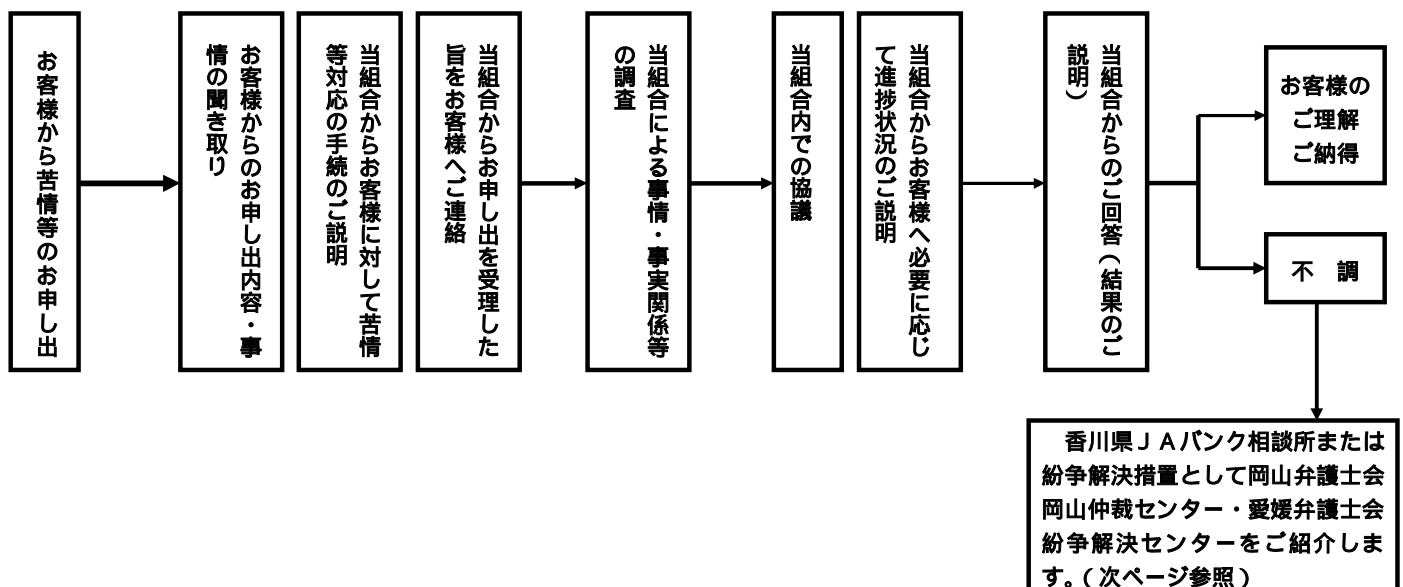 お客様から苦情等のお申し出
お客様からのお申し出内容・事
情の聞き取り
当組合からお客様に対して苦情
等対応の手続のご説明
当組合からお申し出を受理した
旨をお客様へご連絡
当組合による事情・事実関係等
の調査
当組合内での協議
当組合からお客様へ必要に応じ
て進捗状況のご説明
当組合からのご回答（結果のご
説明）
お客様の
ご理解
ご納得
不　調
香川県ＪＡバンク相談所または
紛争解決措置として岡山弁護士会
岡山仲裁センター・愛媛弁護士会
紛争解決センターをご紹介しま
す。（次ページ参照）